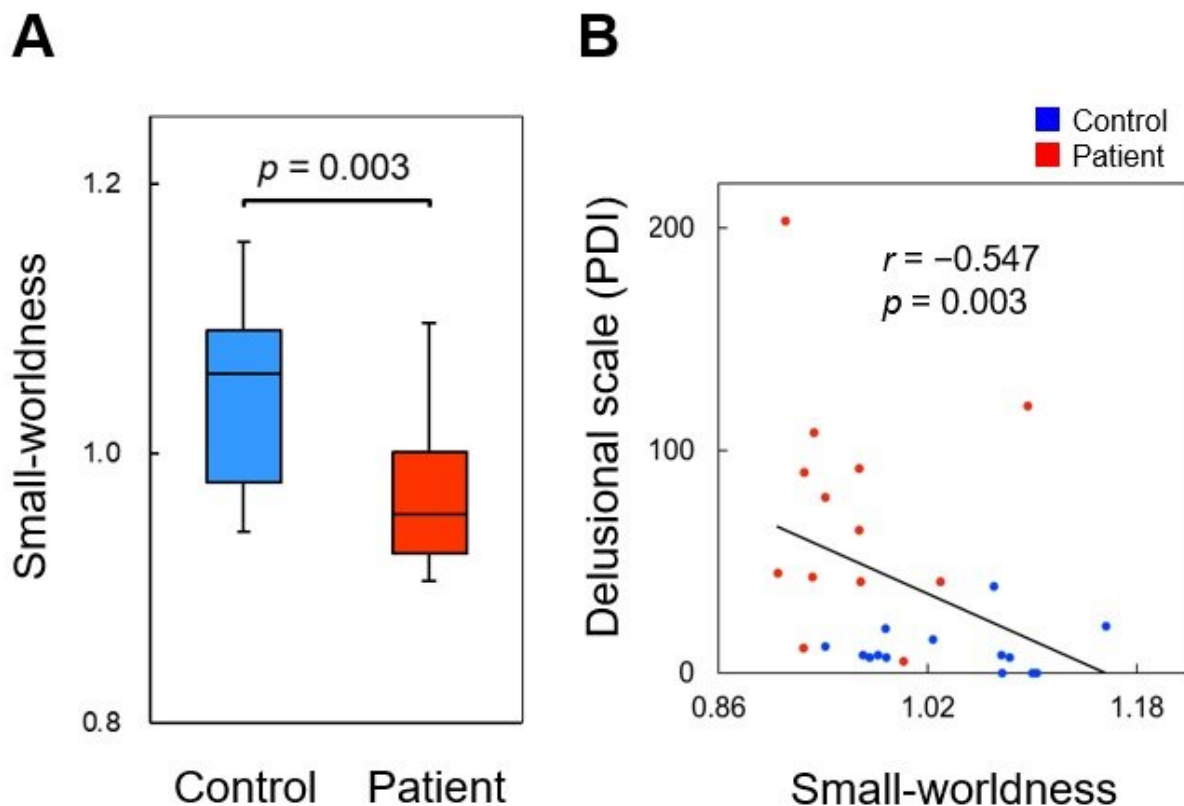 A
p = 0.003
1.2
1.0
0.8
Small-worldness
Control Patient
B
Control
Patient
r = −0.547
p = 0.003
200
100
0
Delusional scale (PDI)
0.86 1.02 1.18
Small-worldness